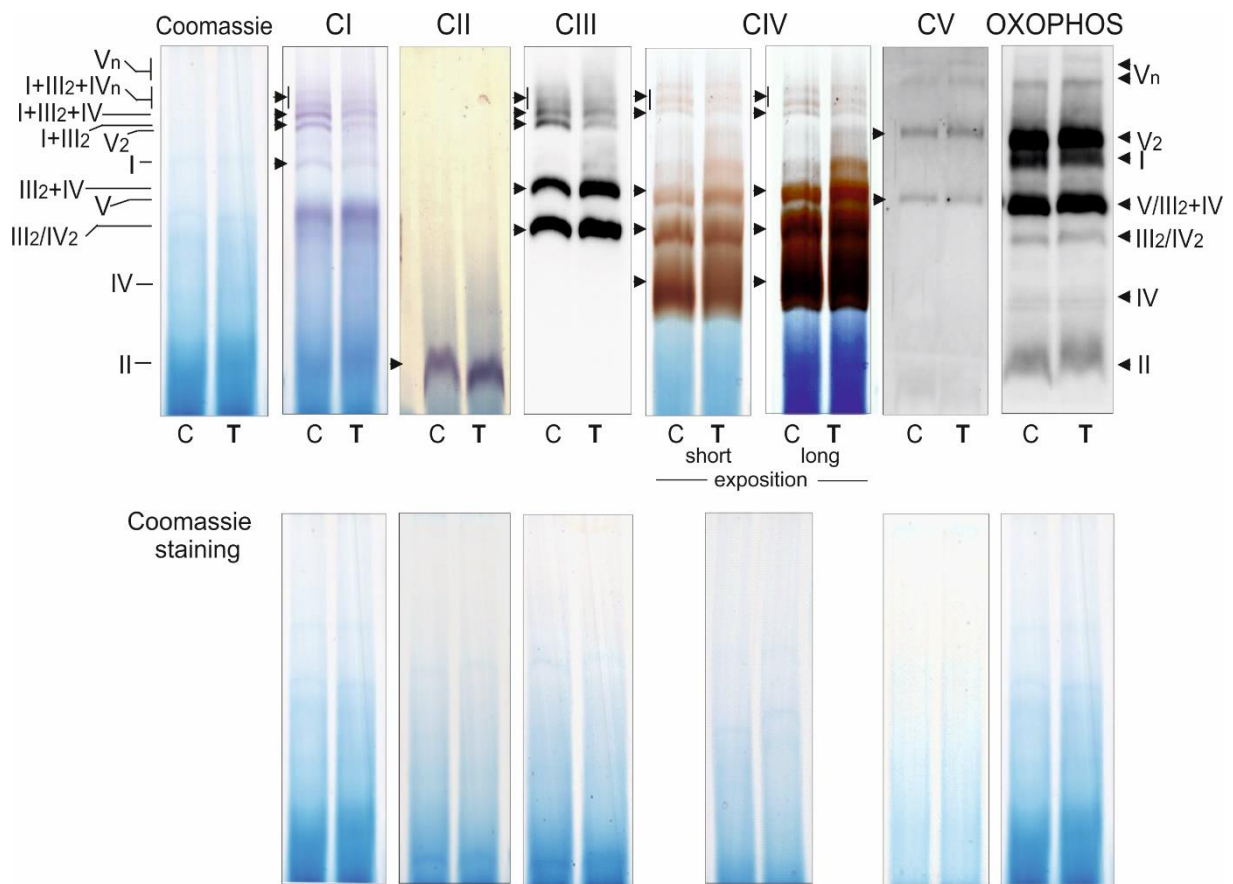 Coomassie CI CII CIII CIV CV OXOPHOS
Vn
I+III2+IVn
I+III2+IV
I+III2
V2
I
III2+IV
V
III2/IV2
IV
II
Vn
V2
I
V/III2+IV
III2/IV2
IV
II
C T C T C T C T C T C T C T C T
short long
exposition
Coomassie
staining